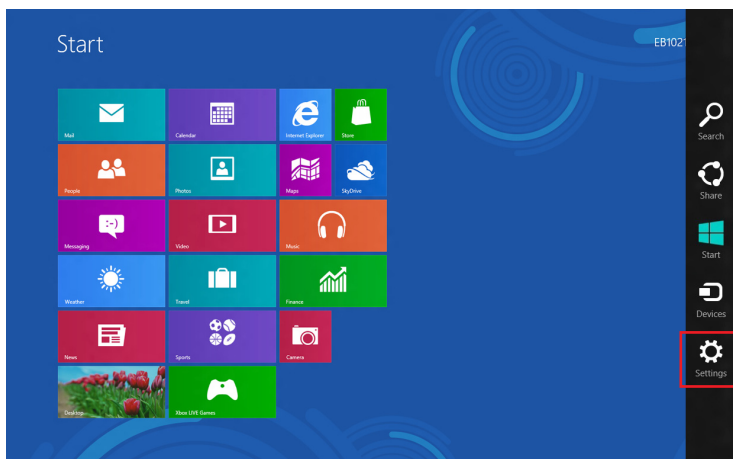 Start
EB1021
Mail
Calendar
Internet Explorer
Store
People
Photos
Maps
SkyDrive
Messaging
:-)
Video
Music
Weather
Travel
Finance
News
Sports
Camera
Desktop
Xbox LIVE Games
Search
Share
Start
Devices
Settings